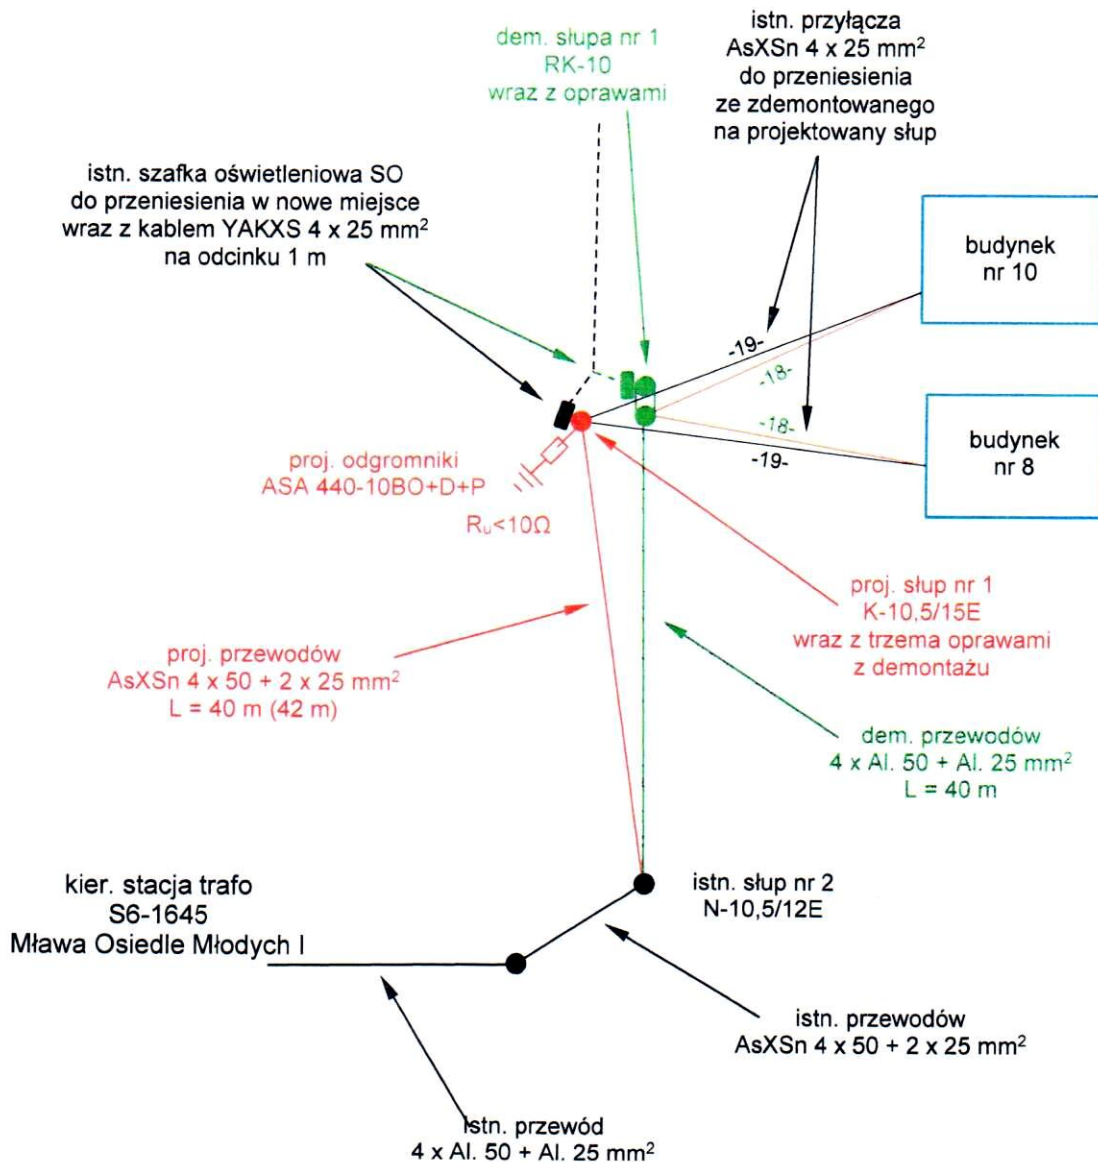 dem. słupa nr 1
RK-10
wraz z oprawami
istn. przyłącza
AsXSn 4 x 25 mm²
do przeniesienia
ze zdemontowanego
na projektowany słup
istn. szafka oświetleniowa SO
do przeniesienia w nowe miejsce
wraz z kablem YAKXS 4 x 25 mm²
na odcinku 1 m
budynek
nr 10
-19-
-18-
-18-
-19-
budynek
nr 8
proj. odgromniki
ASA 440-10BO+D+P
Rᵤ<10Ω
proj. słup nr 1
K-10,5/15E
wraz z trzema oprawami
z demontażu
proj. przewodów
AsXSn 4 x 50 + 2 x 25 mm²
L = 40 m (42 m)
dem. przewodów
4 x Al. 50 + Al. 25 mm²
L = 40 m
kier. stacja trafo
S6-1645
Mława Osiedle Młodych I
istn. słup nr 2
N-10,5/12E
istn. przewodów
AsXSn 4 x 50 + 2 x 25 mm²
istn. przewód
4 x Al. 50 + Al. 25 mm²